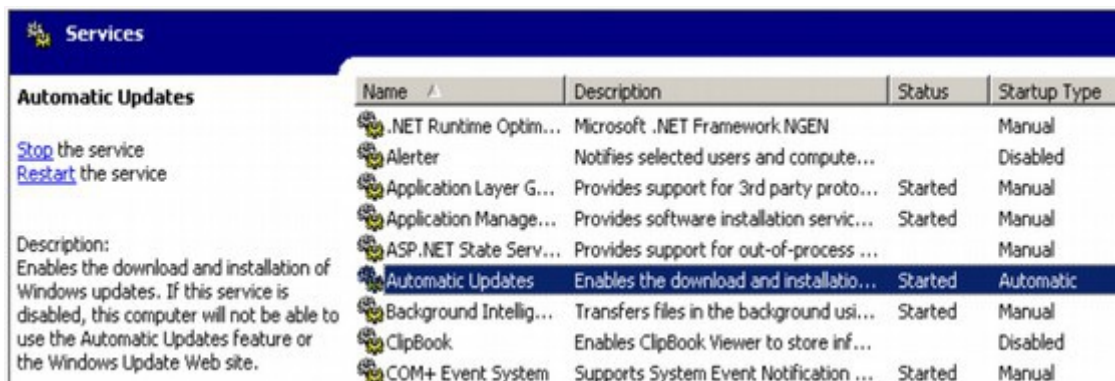 Services
Automatic Updates
Stop the service
Restart the service
Description:
Enables the download and installation of
Windows updates. If this service is
disabled, this computer will not be able to
use the Automatic Updates feature or
the Windows Update Web site.
Name Description Status Startup Type
.NET Runtime Optim... Microsoft .NET Framework NGEN Manual
Alerter Notifies selected users and compute... Disabled
Application Layer G... Provides support for 3rd party proto... Started Manual
Application Manage... Provides software installation servic... Started Manual
ASP.NET State Serv... Provides support for out-of-process ... Manual
Automatic Updates Enables the download and installatio... Started Automatic
Background Intellig... Transfers files in the background usi... Started Manual
ClipBook Enables ClipBook Viewer to store inf... Disabled
COM+ Event System Supports System Event Notification ... Started Manual